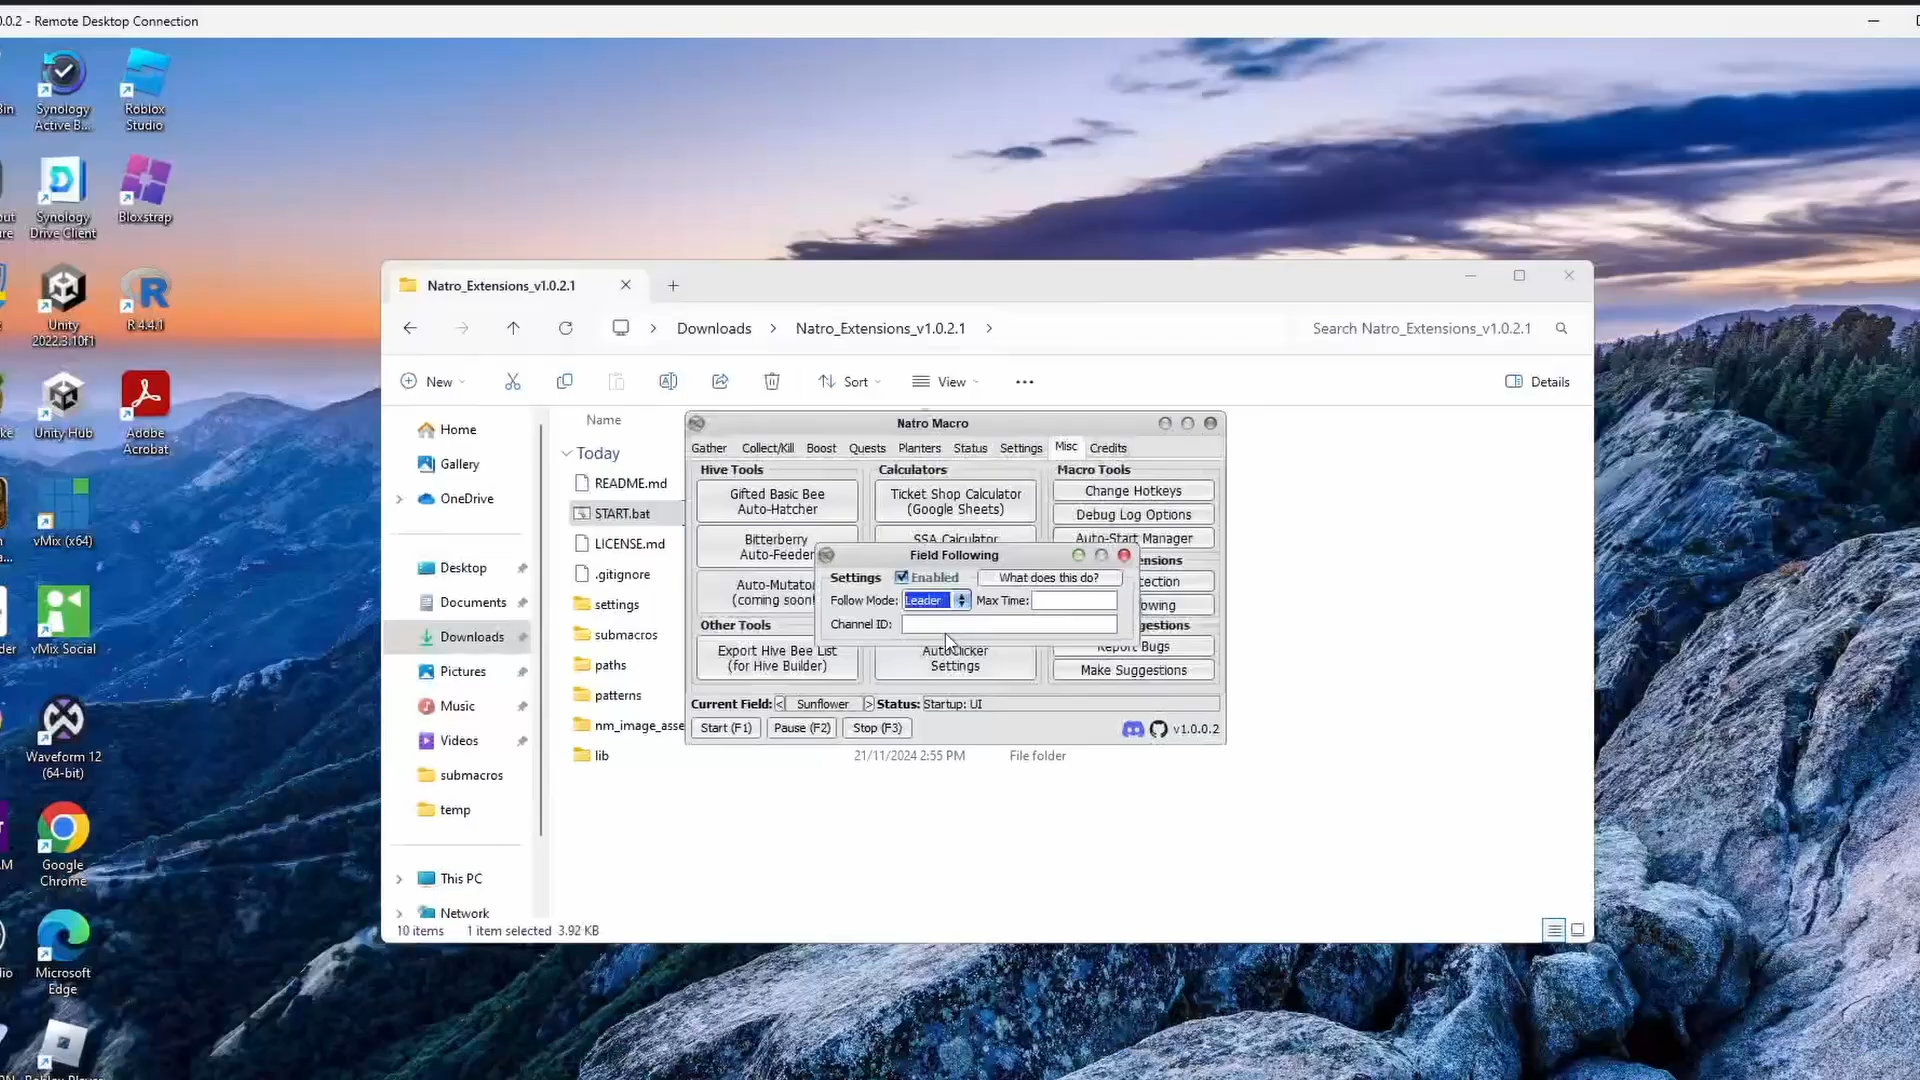 0.0.2 - Remote Desktop Connection
Synology
Active B...
Roblox
Studio
Synology
Drive Client
Bloxstrap
Unity
2022.3.10f1
R 4.4.1
Unity Hub
Adobe
Acrobat
vMix (x64)
vMix Social
Waveform 12
(64-bit)
Google
Chrome
Microsoft
Edge
Natro_Extensions_v1.0.2.1
Downloads
Natro_Extensions_v1.0.2.1
Search Natro_Extensions_v1.0.2.1
New
Sort
View
Details
Home
Gallery
OneDrive
Desktop
Documents
Downloads
Pictures
Music
Videos
submacros
temp
This PC
Network
Name
Today
README.md
START.bat
LICENSE.md
.gitignore
settings
submacros
paths
patterns
nm_image_asse
lib
21/11/2024 2:55 PM
File folder
10 items
1 item selected 3.92 KB
Natro Macro
Gather
Collect/Kill
Boost
Quests
Planters
Status
Settings
Misc
Credits
Hive Tools
Gifted Basic Bee
Auto-Hatcher
Bitterberry
Auto-Feeder
Auto-Mutato
(coming soon!
Other Tools
Export Hive Bee List
(for Hive Builder)
Calculators
Ticket Shop Calculator
(Google Sheets)
SSA Calculator
AutoClicker
Settings
Macro Tools
Change Hotkeys
Debug Log Options
Auto-Start Manager
ensions
tection
owing
gestions
Report Bugs
Make Suggestions
Field Following
Settings
Enabled
What does this do?
Follow Mode:
Leader
Max Time:
Channel ID:
Current Field:
<
Sunflower
>
Status:
Startup: UI
Start (F1)
Pause (F2)
Stop (F3)
v1.0.0.2